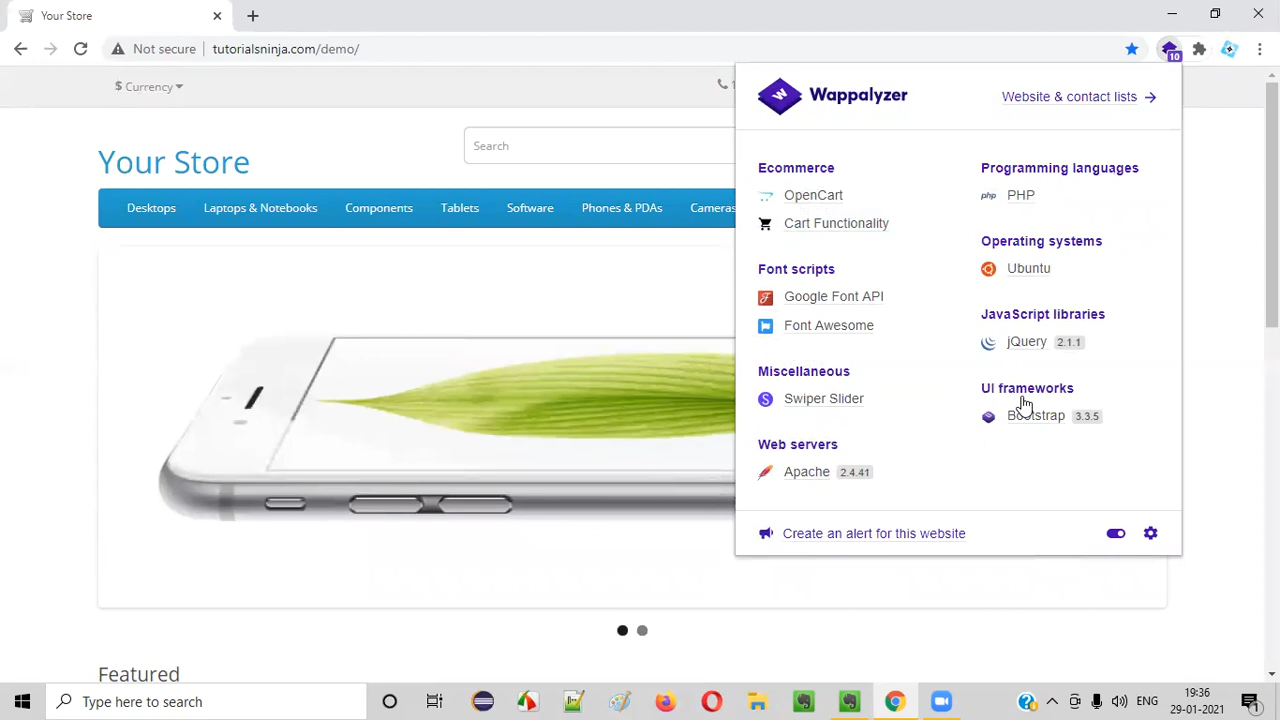 Your Store
Not secure
tutorialsninja.com/demo/
10
$ Currency
Wappalyzer
Website & contact lists
Search
Your Store
Desktops
Laptops & Notebooks
Components
Tablets
Software
Phones & PDAs
Cameras
Ecommerce
OpenCart
Cart Functionality
Font scripts
Google Font API
Font Awesome
Miscellaneous
Swiper Slider
Web servers
Apache 2.4.41
Programming languages
php PHP
Operating systems
Ubuntu
JavaScript libraries
jQuery 2.1.1
UI frameworks
Bootstrap 3.3.5
Create an alert for this website
Featured
Type here to search
ENG
19:36
29-01-2021